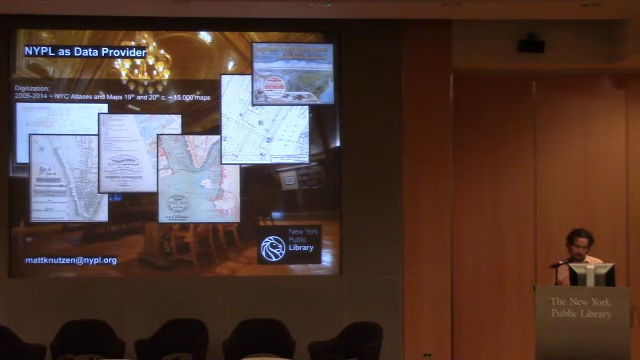 NYPL as Data Provider
Digitization:
2005-2014 ~ NYC Altases and Maps 19th and 20th c. ~ 15,000 maps
New York
Public
Library
mattknutzen@nypl.org
The New York
Public Library